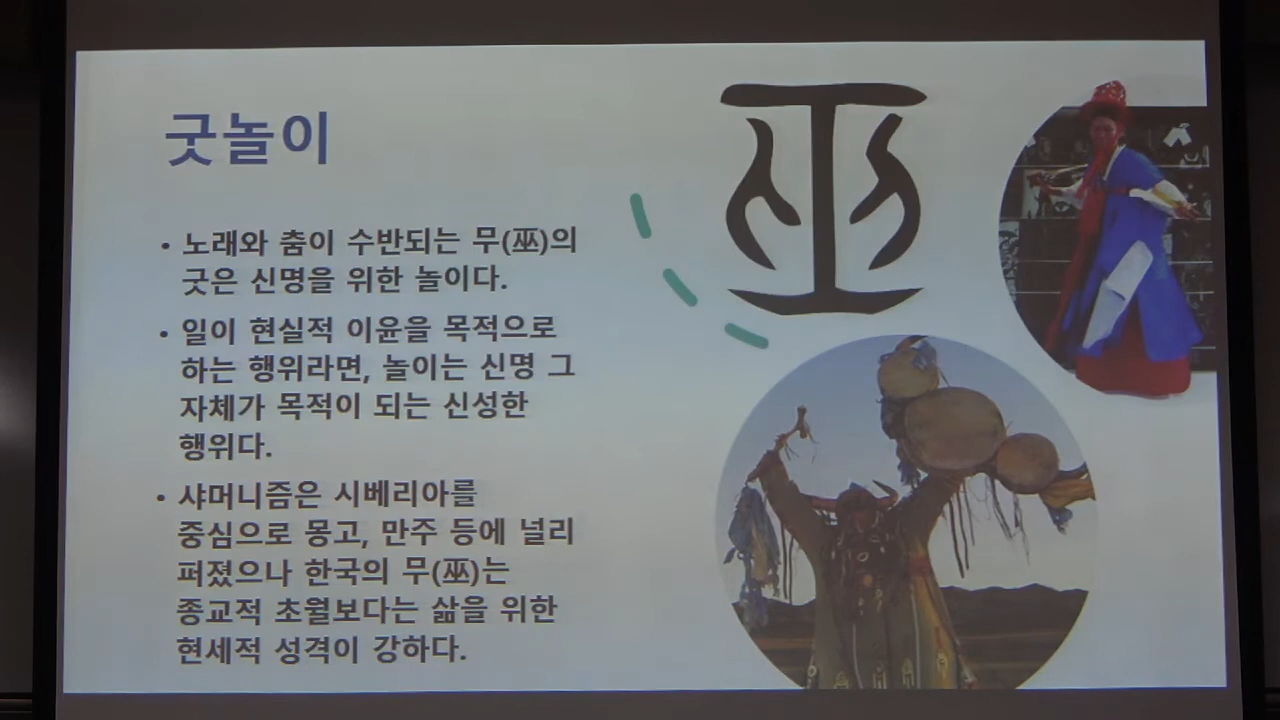 굿놀이
• 노래와 춤이 수반되는 무(巫)의
굿은 신명을 위한 놀이다.
• 일이 현실적 이윤을 목적으로
하는 행위라면, 놀이는 신명 그
자체가 목적이 되는 신성한
행위다.
• 샤머니즘은 시베리아를
중심으로 몽고, 만주 등에 널리
퍼졌으나 한국의 무(巫)는
종교적 초월보다는 삶을 위한
현세적 성격이 강하다.
巫